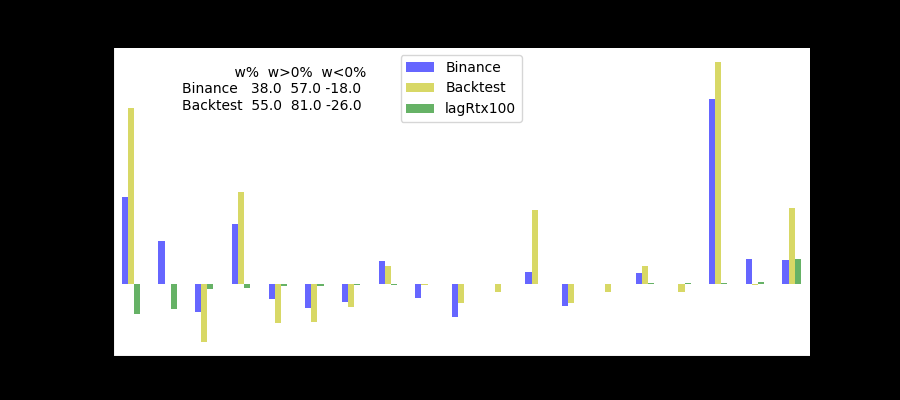 w%  w>0%  w<0%
Binance   38.0  57.0 -18.0
Backtest  55.0  81.0 -26.0
Binance
Backtest
lagRtx100